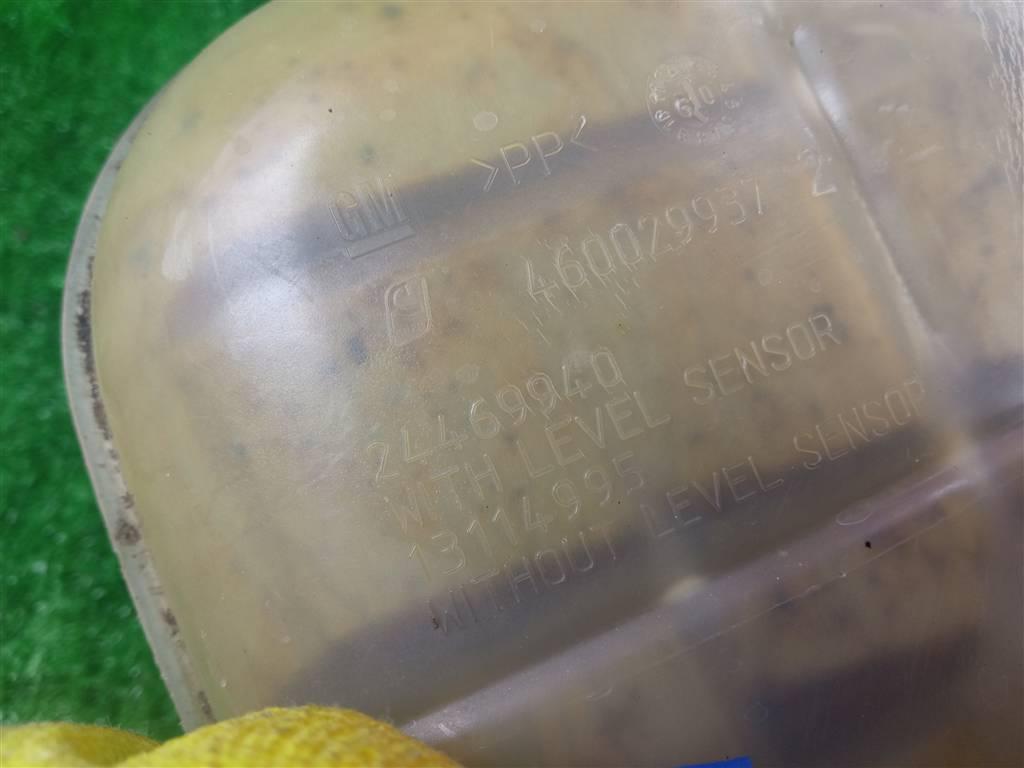 >PP<
GM
460029937 2
24469940
WITH LEVEL SENSOR
13114995
WITHOUT LEVEL SENSOR